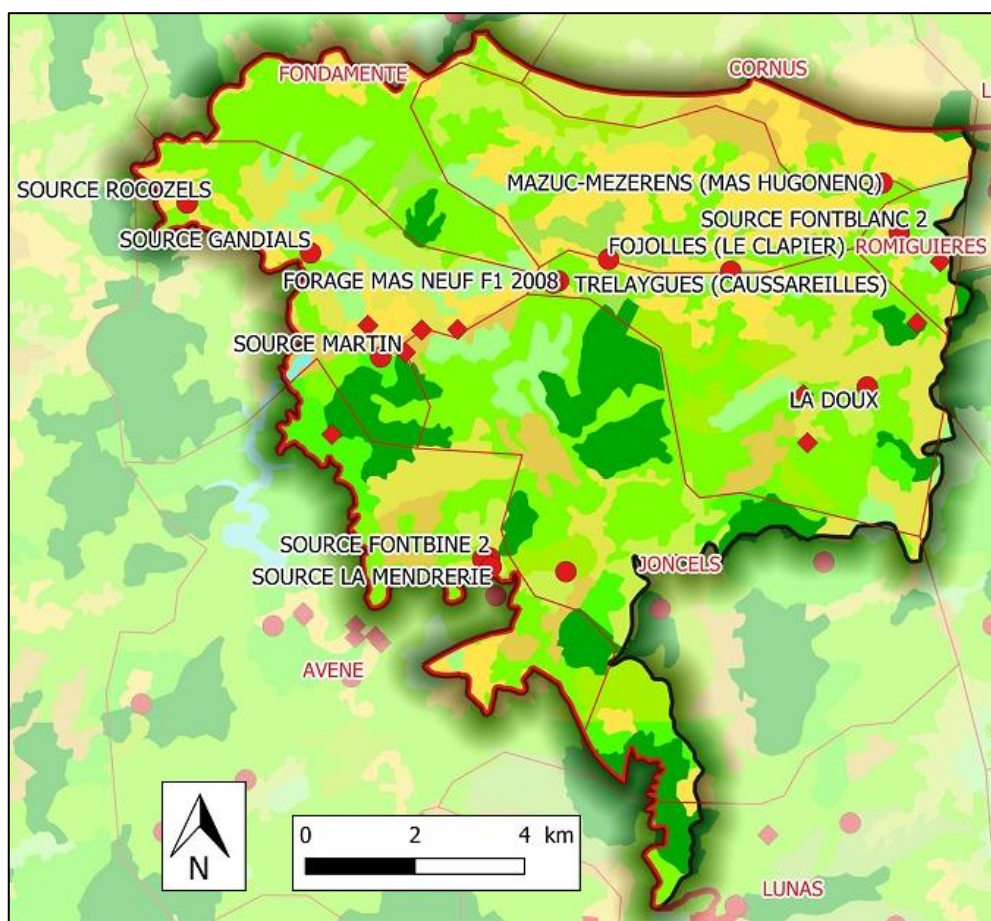 FONDAMENTE
CORNUS
L
SOURCE ROCOZELS
MAZUC-MEZERENS (MAS HUGONENQ)
SOURCE FONTBLANC 2
SOURCE GANDIALS
FOJOLLES (LE CLAPIER)
ROMIGUIERES
FORAGE MAS NEUF F1 2008
TRELAYGUES (CAUSSAREILLES)
SOURCE MARTIN
LA DOUX
SOURCE FONTBINE 2
SOURCE LA MENDRERIE
JONCELS
AVENE
N
0 2 4 km
LUNAS